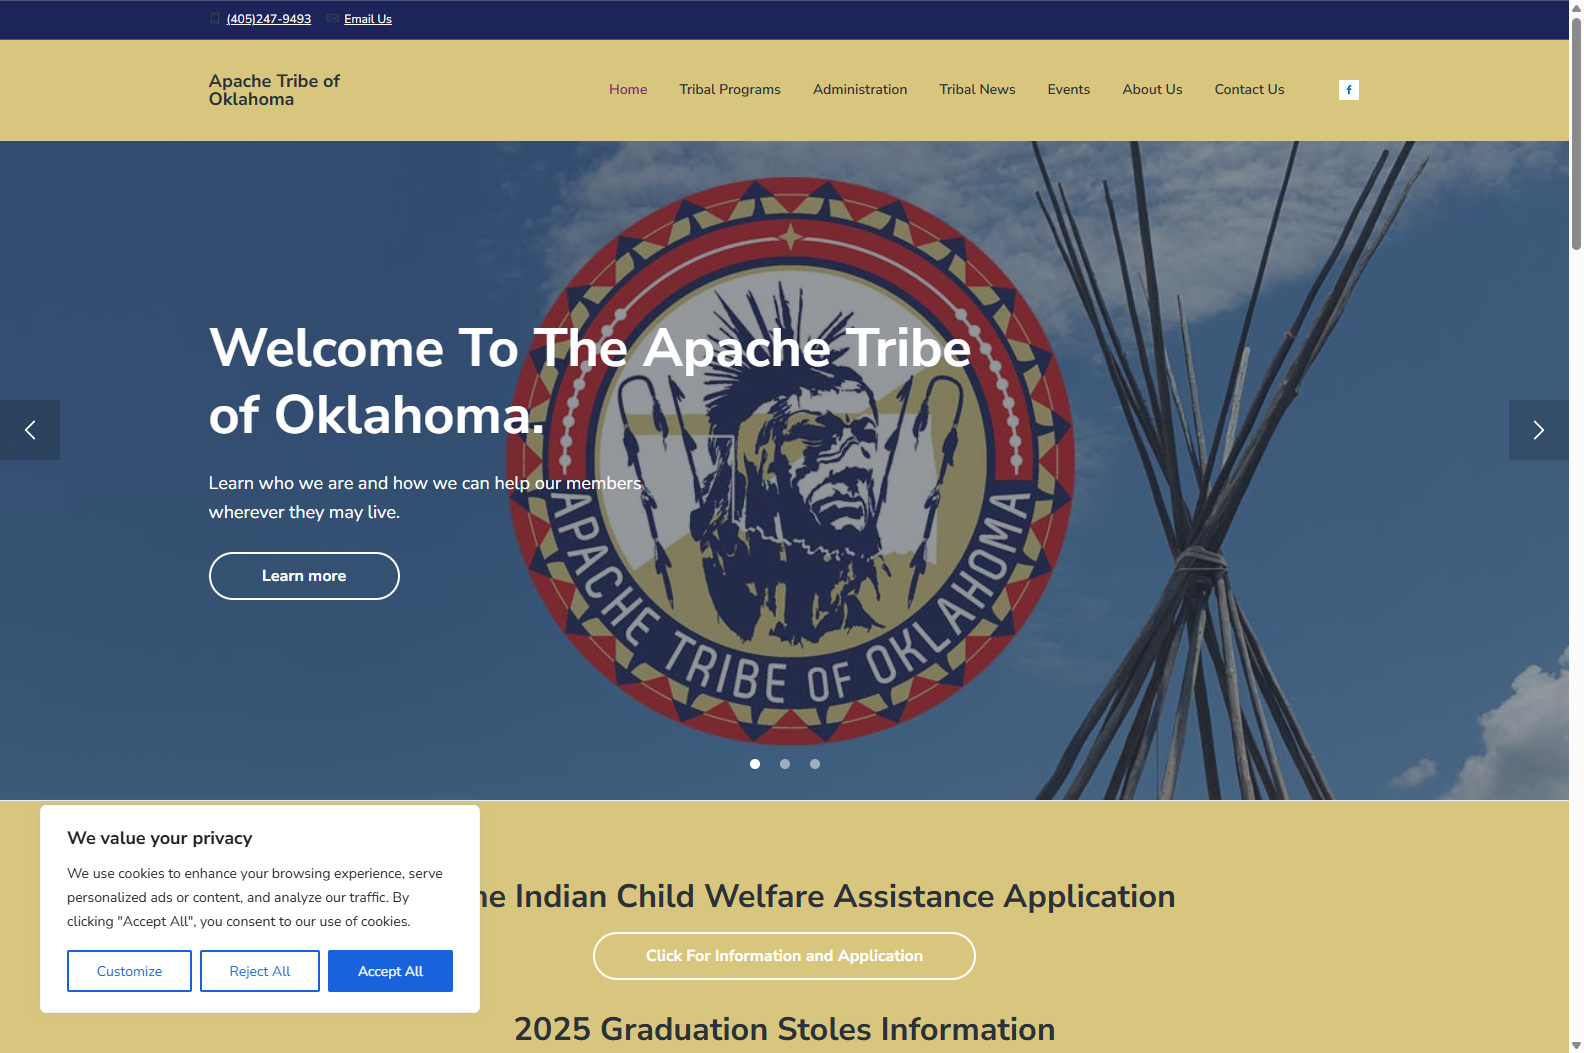 (405)247-9493 Email Us
Apache Tribe of
Oklahoma
Home Tribal Programs Administration Tribal News Events About Us Contact Us
Welcome To The Apache Tribe
of Oklahoma.
Learn who we are and how we can help our members
wherever they may live.
Learn more
APACHE TRIBE OF OKLAHOMA
We value your privacy
We use cookies to enhance your browsing experience, serve
personalized ads or content, and analyze our traffic. By
clicking "Accept All", you consent to our use of cookies.
Customize Reject All Accept All
Indian Child Welfare Assistance Application
Click For Information and Application
2025 Graduation Stoles Information